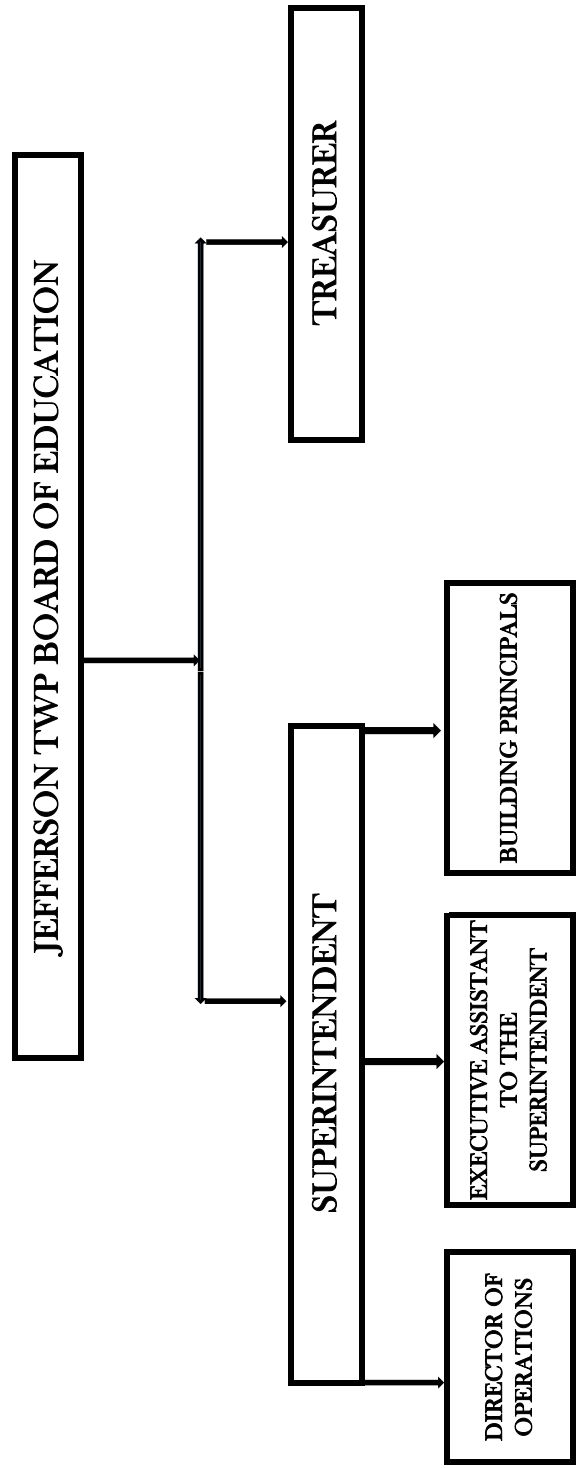 JEFFERSON TWP BOARD OF EDUCATION
SUPERINTENDENT
TREASURER
DIRECTOR OF
OPERATIONS
EXECUTIVE ASSISTANT
TO THE
SUPERINTENDENT
BUILDING PRINCIPALS